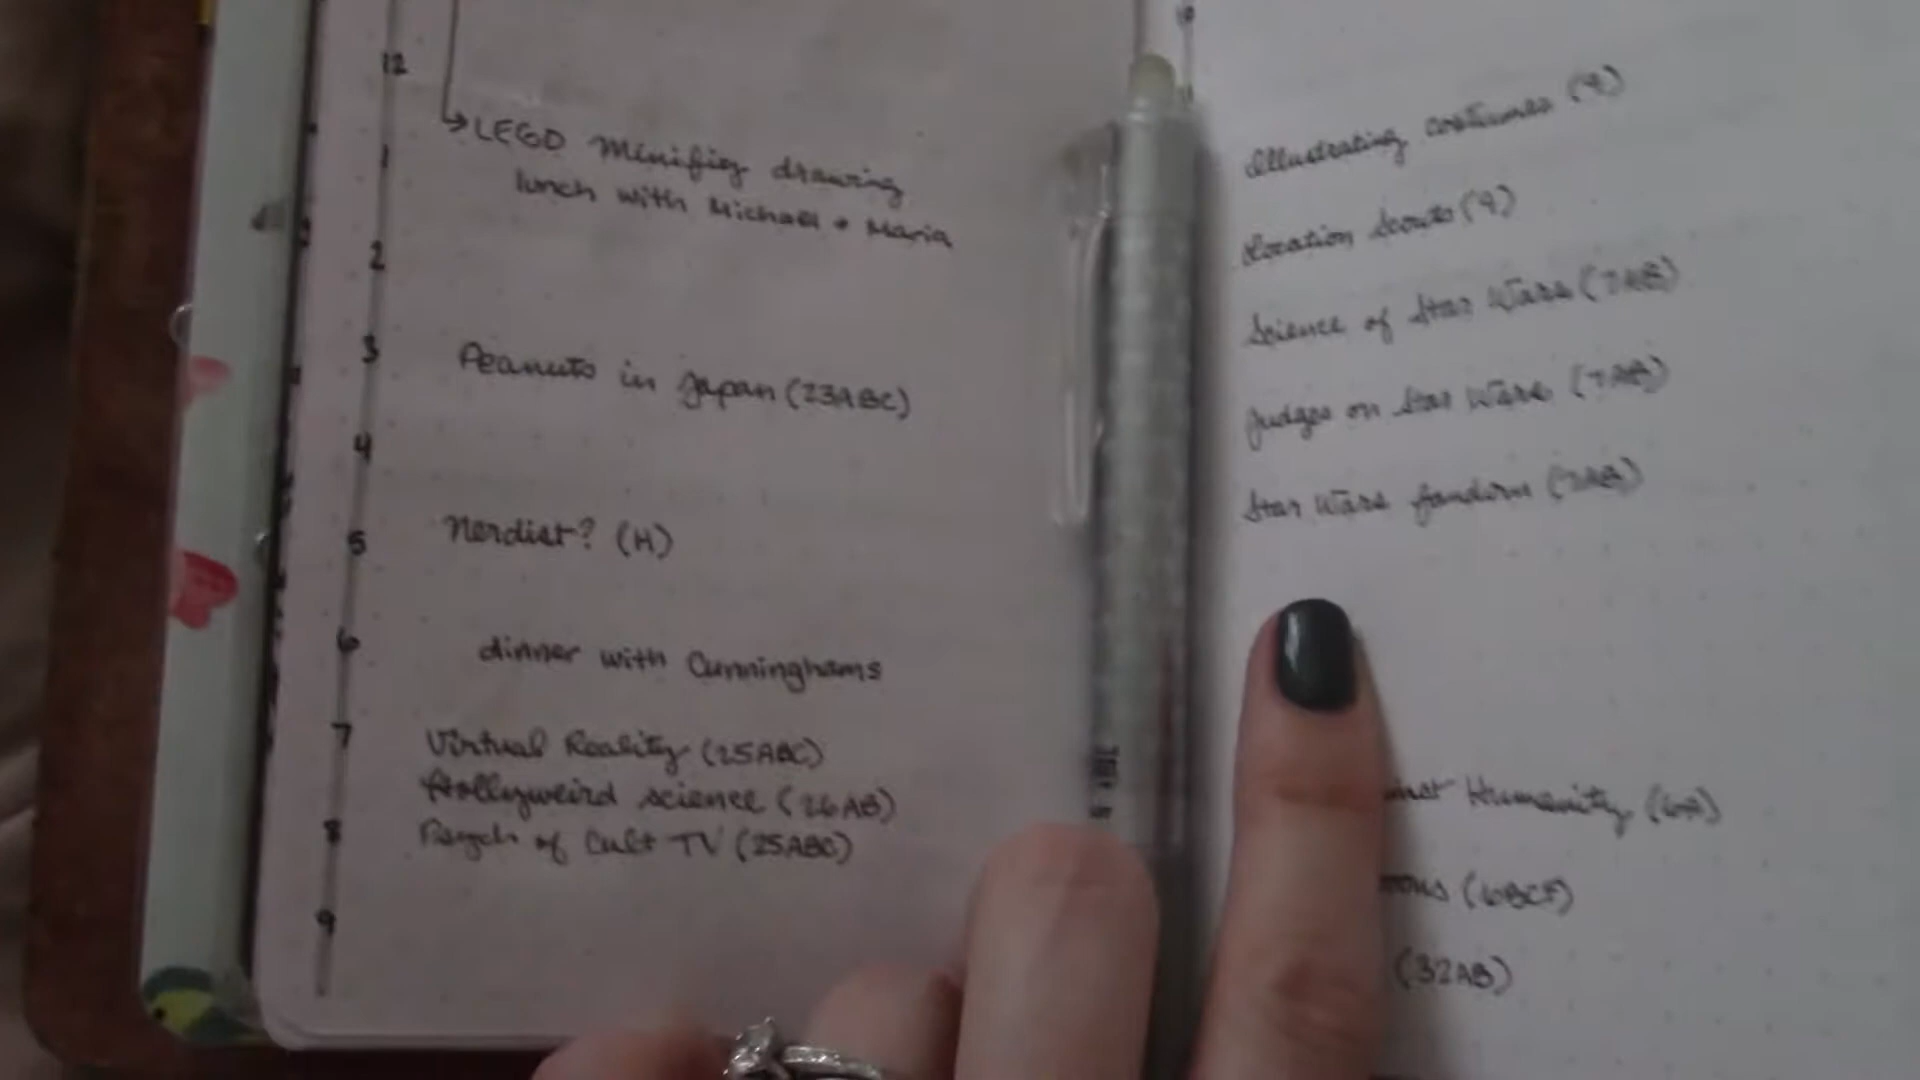 12
→LEGO Minifig drawing
1
lunch with Michael + Maria
2
3
Peanuts in Japan (23ABC)
4
Nerdist? (H)
5
6
dinner with Cunninghams
7
Virtual Reality (25ABC)
Hollyweird science (26AB)
8
Psych of Cult TV (25ABC)
9
Illustrating costumes (9)
Location Scouts (9)
Science of Star Wars (7AB)
Judges on Star Wars (7AB)
Star Wars fandom (7AB)
Humanity (6A)
(6BCF)
(32AB)